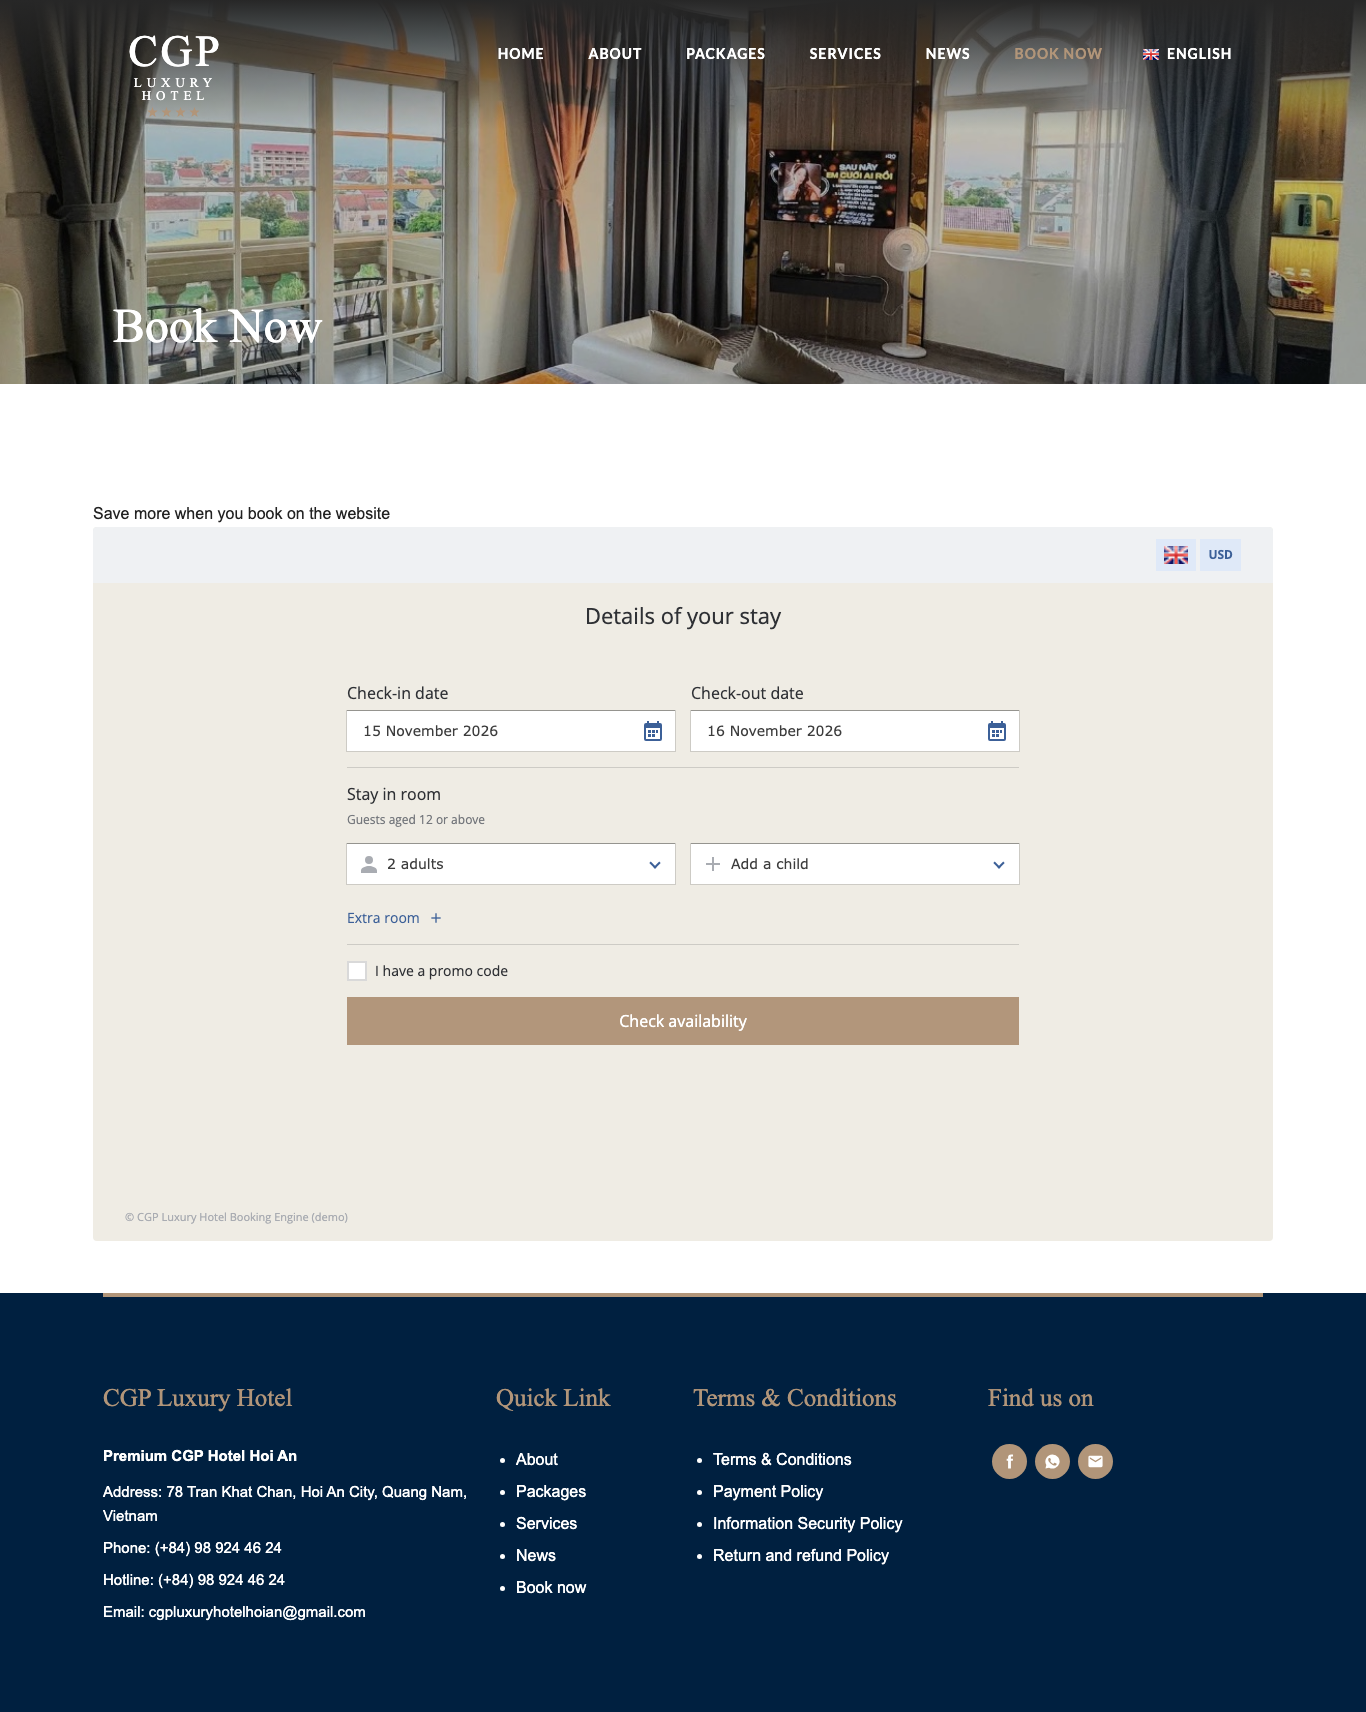 CGP
LUXURY
HOTEL
HOME
ABOUT
PACKAGES
SERVICES
NEWS
BOOK NOW
ENGLISH
SAU NÀY
EM CƯỚI AI RỒI
Book Now
Save more when you book on the website
USD
Details of your stay
Check-in date
Check-out date
15 November 2026
16 November 2026
Stay in room
Guests aged 12 or above
2 adults
Add a child
Extra room +
I have a promo code
Check availability
© CGP Luxury Hotel Booking Engine (demo)
CGP Luxury Hotel
Premium CGP Hotel Hoi An
Address: 78 Tran Khat Chan, Hoi An City, Quang Nam,
Vietnam
Phone: (+84) 98 924 46 24
Hotline: (+84) 98 924 46 24
Email: cgpluxuryhotelhoian@gmail.com
Quick Link
About
Packages
Services
News
Book now
Terms & Conditions
Terms & Conditions
Payment Policy
Information Security Policy
Return and refund Policy
Find us on